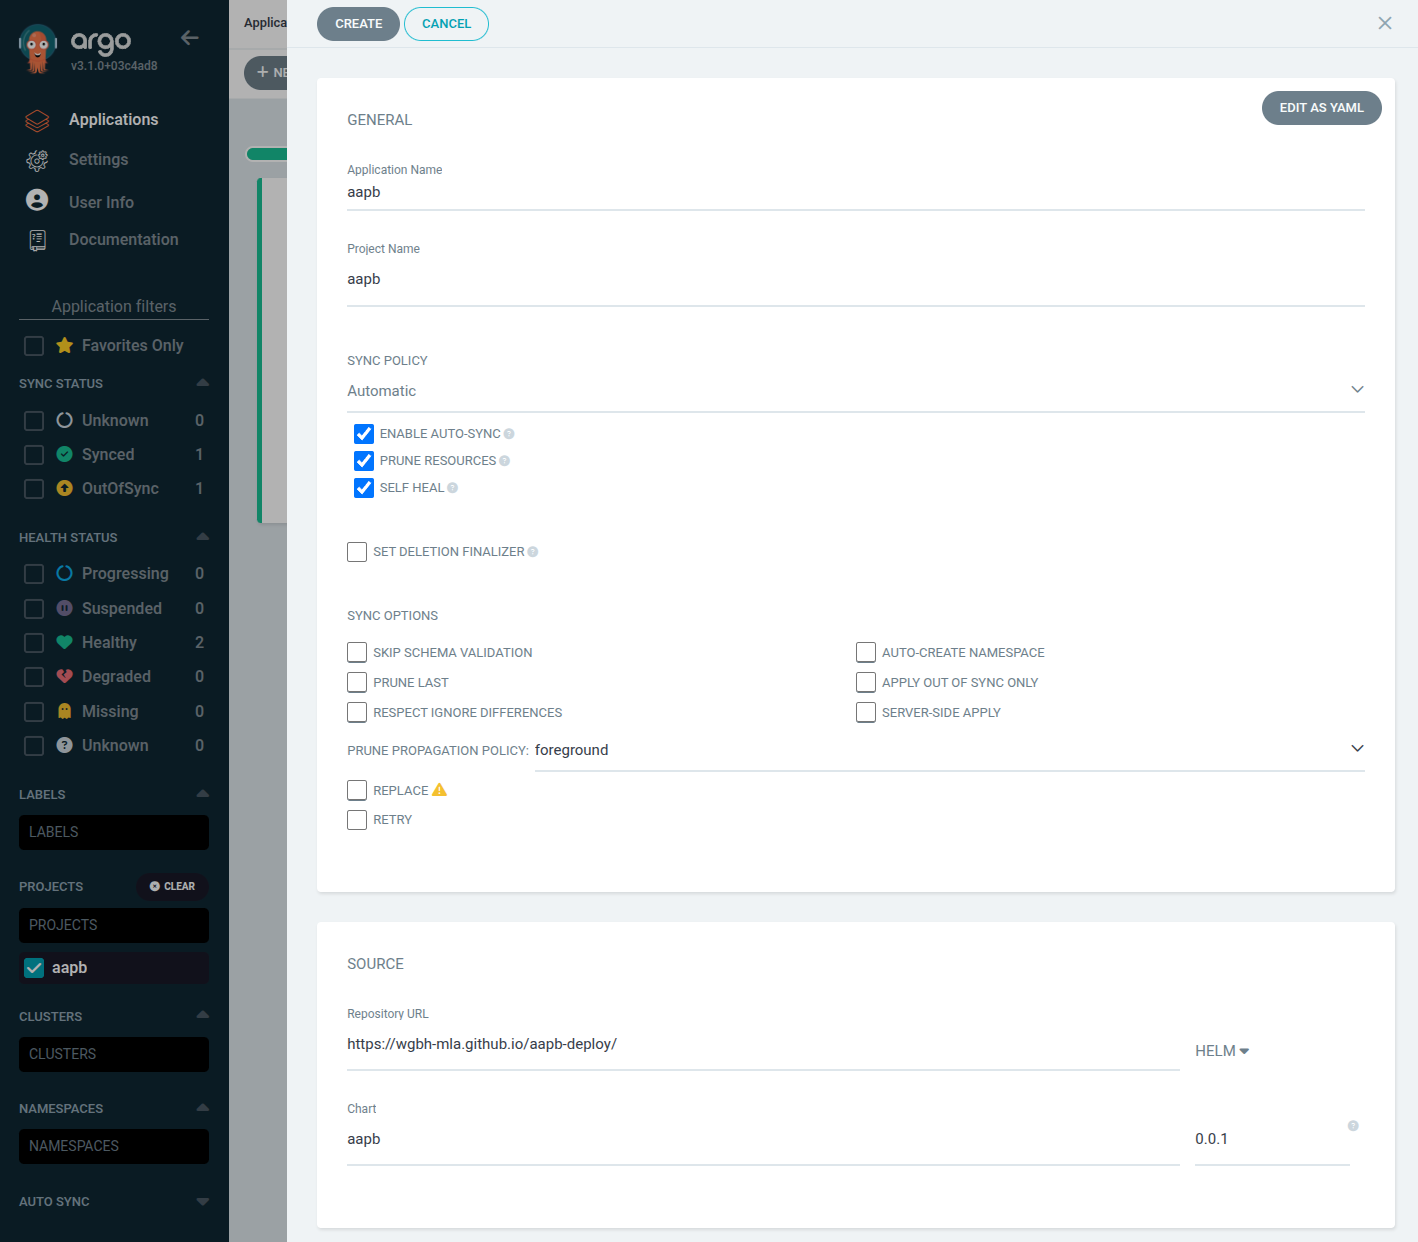 argo
v3.1.0+03c4ad8
Applications
Settings
User Info
Documentation
Application filters
Favorites Only
SYNC STATUS
Unknown 0
Synced 1
OutOfSync 1
HEALTH STATUS
Progressing 0
Suspended 0
Healthy 2
Degraded 0
Missing 0
Unknown 0
LABELS
LABELS
PROJECTS CLEAR
PROJECTS
aapb
CLUSTERS
CLUSTERS
NAMESPACES
NAMESPACES
AUTO SYNC
Applica
+ NE
CREATE CANCEL
GENERAL EDIT AS YAML
Application Name
aapb
Project Name
aapb
SYNC POLICY
Automatic
ENABLE AUTO-SYNC
PRUNE RESOURCES
SELF HEAL
SET DELETION FINALIZER
SYNC OPTIONS
SKIP SCHEMA VALIDATION AUTO-CREATE NAMESPACE
PRUNE LAST APPLY OUT OF SYNC ONLY
RESPECT IGNORE DIFFERENCES SERVER-SIDE APPLY
PRUNE PROPAGATION POLICY: foreground
REPLACE
RETRY
SOURCE
Repository URL
https://wgbh-mla.github.io/aapb-deploy/ HELM
Chart
aapb 0.0.1